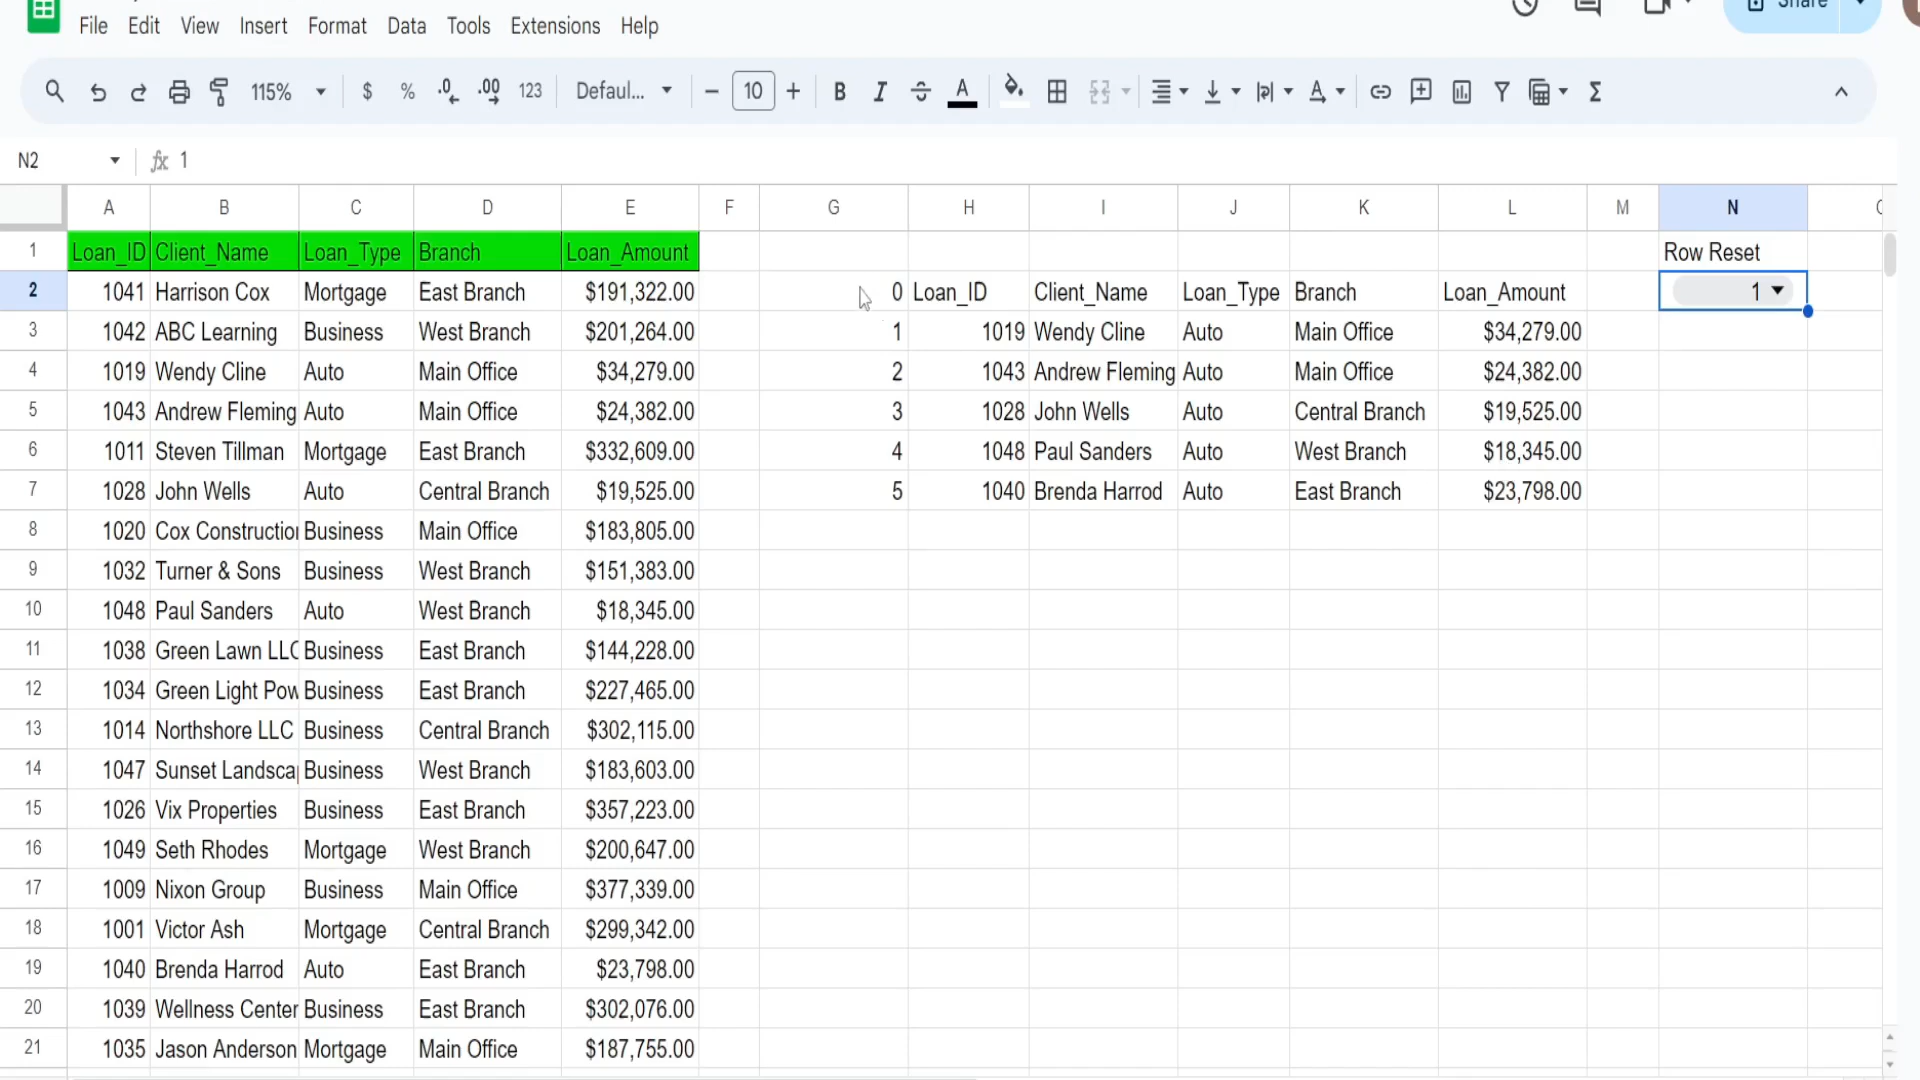 File Edit View Insert Format Data Tools Extensions Help
Share
115% $ % .0 .00 123 Defaul... − 10 + B I S A
N2 fx 1
A B C D E F G H I J K L M N
1 Loan_ID Client_Name Loan_Type Branch Loan_Amount Row Reset
2 1041 Harrison Cox Mortgage East Branch $191,322.00 0 Loan_ID Client_Name Loan_Type Branch Loan_Amount 1
3 1042 ABC Learning Business West Branch $201,264.00 1 1019 Wendy Cline Auto Main Office $34,279.00
4 1019 Wendy Cline Auto Main Office $34,279.00 2 1043 Andrew Fleming Auto Main Office $24,382.00
5 1043 Andrew Fleming Auto Main Office $24,382.00 3 1028 John Wells Auto Central Branch $19,525.00
6 1011 Steven Tillman Mortgage East Branch $332,609.00 4 1048 Paul Sanders Auto West Branch $18,345.00
7 1028 John Wells Auto Central Branch $19,525.00 5 1040 Brenda Harrod Auto East Branch $23,798.00
8 1020 Cox Constructio Business Main Office $183,805.00
9 1032 Turner & Sons Business West Branch $151,383.00
10 1048 Paul Sanders Auto West Branch $18,345.00
11 1038 Green Lawn LLC Business East Branch $144,228.00
12 1034 Green Light Pow Business East Branch $227,465.00
13 1014 Northshore LLC Business Central Branch $302,115.00
14 1047 Sunset Landsca Business West Branch $183,603.00
15 1026 Vix Properties Business East Branch $357,223.00
16 1049 Seth Rhodes Mortgage West Branch $200,647.00
17 1009 Nixon Group Business Main Office $377,339.00
18 1001 Victor Ash Mortgage Central Branch $299,342.00
19 1040 Brenda Harrod Auto East Branch $23,798.00
20 1039 Wellness Center Business East Branch $302,076.00
21 1035 Jason Anderson Mortgage Main Office $187,755.00